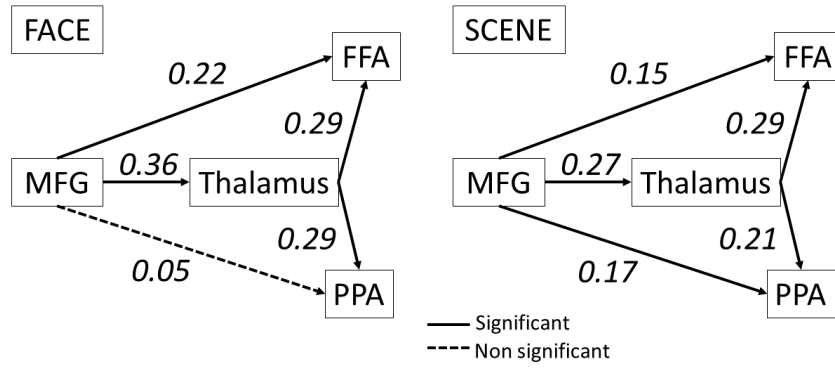 FACE
FFA
0.22
0.29
MFG
0.36
Thalamus
0.29
0.05
PPA
SCENE
FFA
0.15
0.29
MFG
0.27
Thalamus
0.21
0.17
PPA
Significant
Non significant